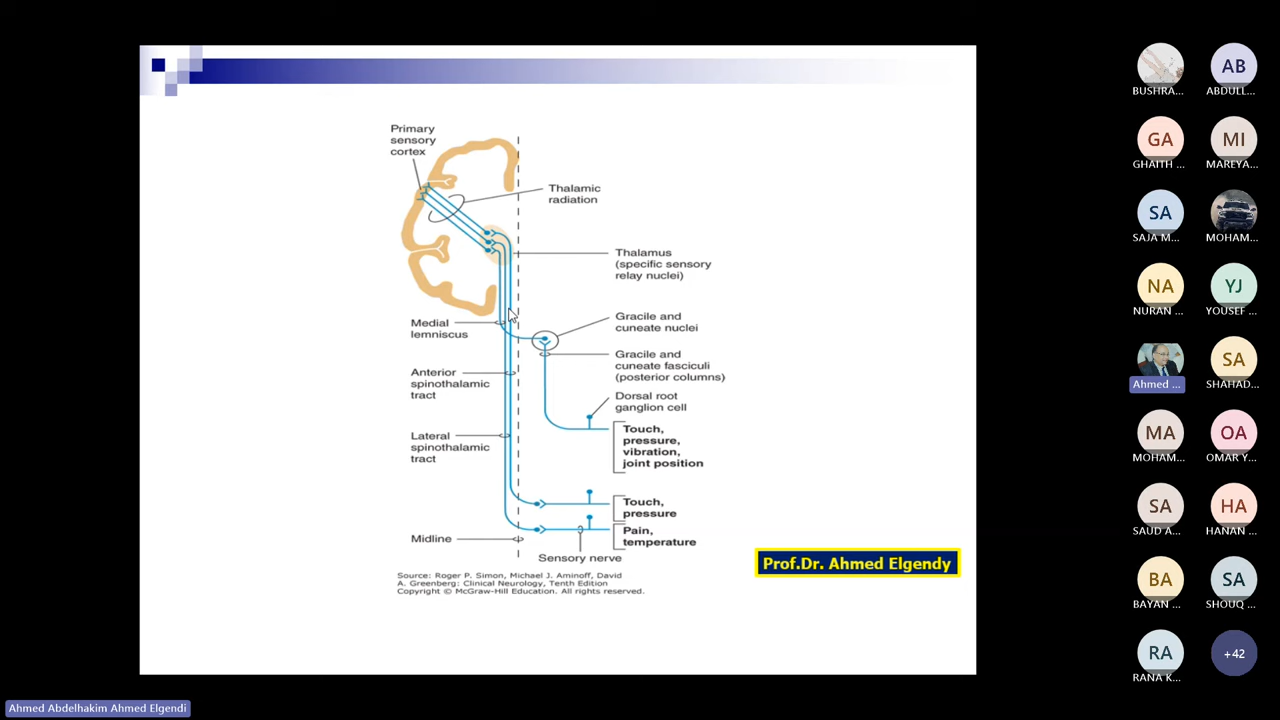 Primary
sensory
cortex
Thalamic
radiation
Thalamus
(specific sensory
relay nuclei)
Medial
lemniscus
Gracile and
cuneate nuclei
Gracile and
cuneate fasciculi
(posterior columns)
Anterior
spinothalamic
tract
Dorsal root
ganglion cell
Lateral
spinothalamic
tract
Touch,
pressure,
vibration,
joint position
Touch,
pressure
Pain,
temperature
Midline
Sensory nerve
Source: Roger P. Simon, Michael J. Aminoff, David
A. Greenberg: Clinical Neurology, Tenth Edition
Copyright © McGraw-Hill Education. All rights reserved.
Prof.Dr. Ahmed Elgendy
BUSHRA...
AB
ABDULL...
GA
GHAITH ...
MI
MAREYA...
SA
SAJA M...
MOHAM...
NA
NURAN ...
YJ
YOUSEF ...
Ahmed ...
SA
SHAHAD...
MA
MOHAM...
OA
OMAR Y...
SA
SAUD A...
HA
HANAN ...
BA
BAYAN ...
SA
SHOUQ ...
RA
RANA K...
+42
Ahmed Abdelhakim Ahmed Elgendi